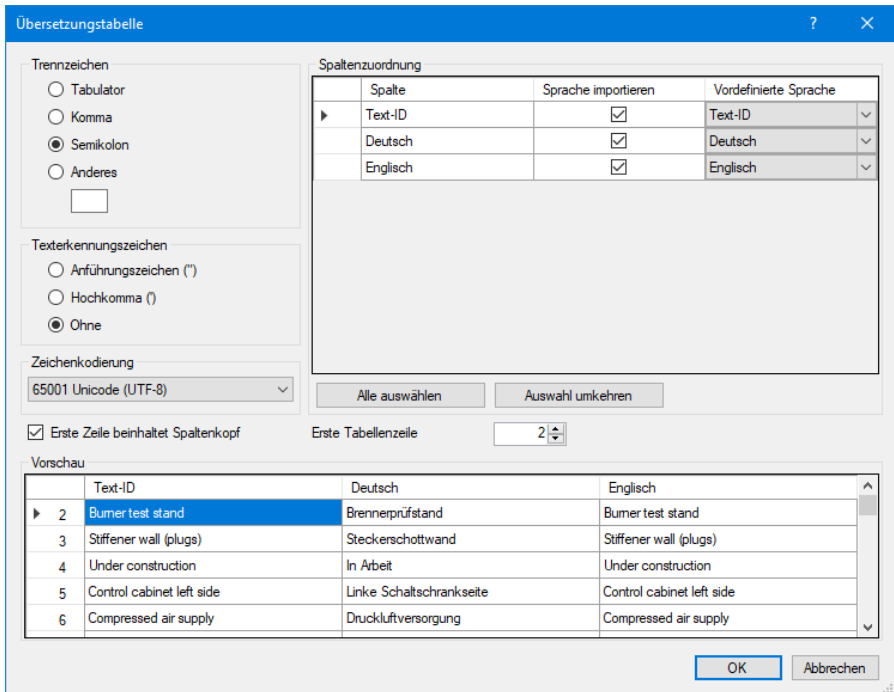 Übersetzungstabelle
Trennzeichen
Tabulator
Komma
Semikolon
Anderes
Texterkennungszeichen
Anführungszeichen (")
Hochkomma (')
Ohne
Zeichenkodierung
65001 Unicode (UTF-8)
Spaltenzuordnung
Spalte Sprache importieren Vordefinierte Sprache
Text-ID Text-ID
Deutsch Deutsch
Englisch Englisch
Alle auswählen Auswahl umkehren
Erste Zeile beinhaltet Spaltenkopf Erste Tabellenzeile 2
Vorschau
Text-ID Deutsch Englisch
2 Burner test stand Brennerprüfstand Burner test stand
3 Stiffener wall (plugs) Steckerschottwand Stiffener wall (plugs)
4 Under construction In Arbeit Under construction
5 Control cabinet left side Linke Schaltschrankseite Control cabinet left side
6 Compressed air supply Druckluftversorgung Compressed air supply
OK Abbrechen